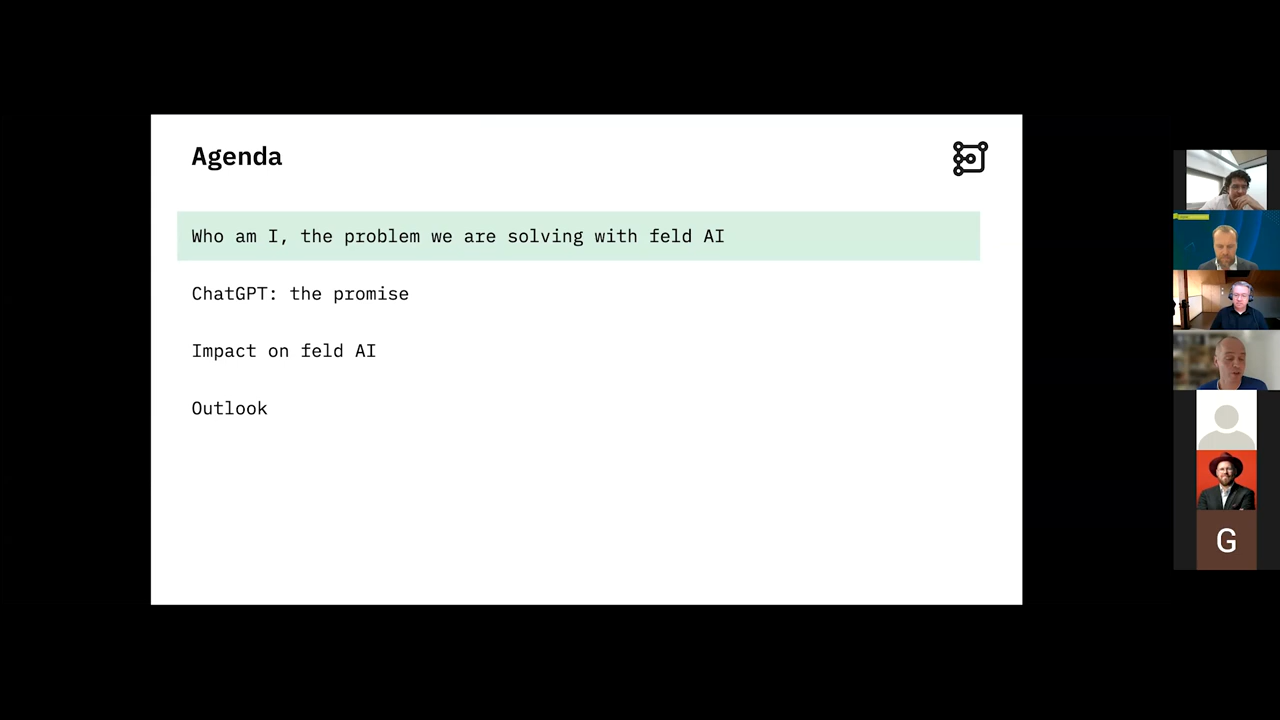 Agenda
Who am I, the problem we are solving with feld AI
ChatGPT: the promise
Impact on feld AI
Outlook
G